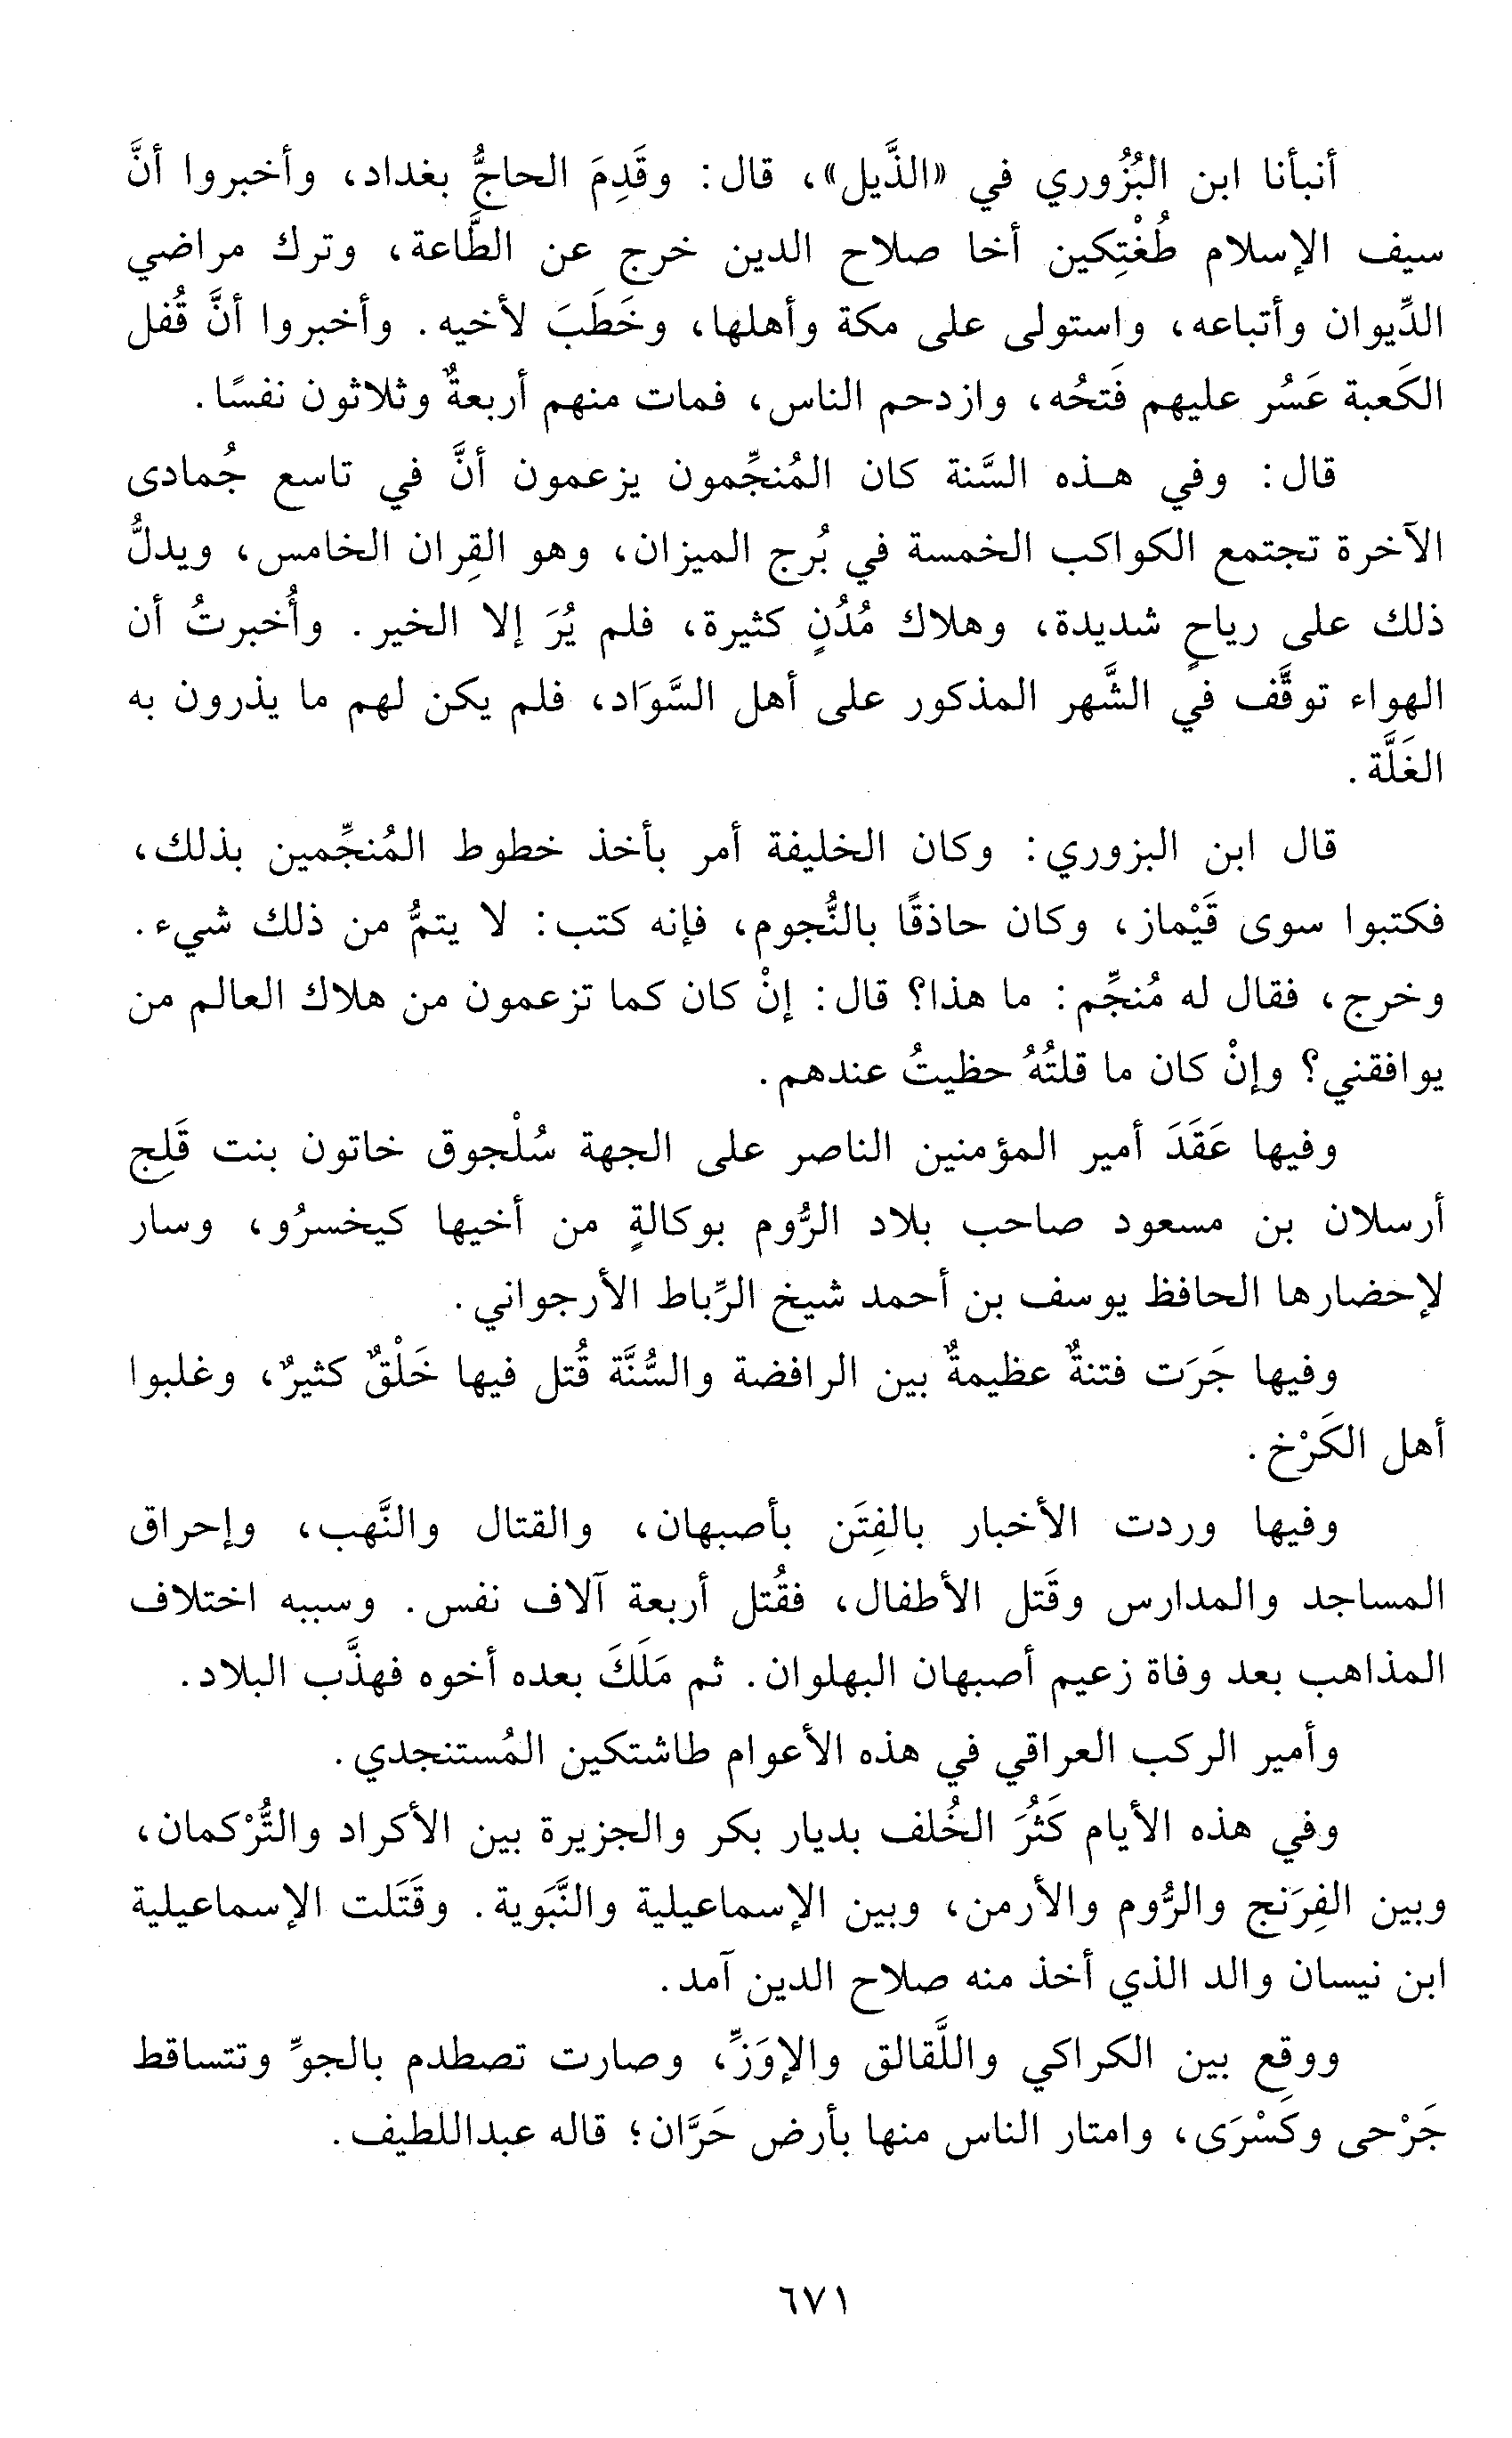 أنبأنا ابن البُزُوري في «الذَّيل»، قال: وقَدِمَ الحاجُّ بغداد، وأخبروا أنَّ
سيف الإسلام طُغْتِكين أخا صلاح الدين خرج عن الطَّاعة، وترك مراضي
الدِّيوان وأتباعه، واستولى على مكة وأهلها، وخَطَبَ لأخيه. وأخبروا أنَّ قُفل
الكَعبة عَسُر عليهم فَتحُه، وازدحم الناس، فمات منهم أربعةٌ وثلاثون نفسًا.
قال: وفي هـذه السَّنة كان المُنجِّمون يزعمون أنَّ في تاسع جُمادى
الآخرة تجتمع الكواكب الخمسة في بُرج الميزان، وهو القِران الخامس، ويدلُّ
ذلك على رياحٍ شديدة، وهلاك مُدُنٍ كثيرة، فلم يُرَ إلا الخير. وأُخبرتُ أن
الهواء توقَّف في الشَّهر المذكور على أهل السَّوَاد، فلم يكن لهم ما يذرون به
الغَلَّة.
قال ابن البزوري: وكان الخليفة أمر بأخذ خطوط المُنجِّمين بذلك،
فكتبوا سوى قَيْماز، وكان حاذقًا بالنُّجوم، فإنه كتب: لا يتمُّ من ذلك شيء.
وخرج، فقال له مُنجِّم: ما هذا؟ قال: إنْ كان كما تزعمون من هلاك العالم من
يوافقني؟ وإنْ كان ما قلتُهُ حظيتُ عندهم.
وفيها عَقَدَ أمير المؤمنين الناصر على الجهة سُلْجوق خاتون بنت قَلِج
أرسلان بن مسعود صاحب بلاد الرُّوم بوكالةٍ من أخيها كيخسرُو، وسار
لإحضارها الحافظ يوسف بن أحمد شيخ الرِّباط الأرجواني.
وفيها جَرَت فتنةٌ عظيمةٌ بين الرافضة والسُّنَّة قُتل فيها خَلْقٌ كثيرٌ، وغلبوا
أهل الكَرْخ.
وفيها وردت الأخبار بالفِتَن بأصبهان، والقتال والنَّهب، وإحراق
المساجد والمدارس وقَتل الأطفال، فقُتل أربعة آلاف نفس. وسببه اختلاف
المذاهب بعد وفاة زعيم أصبهان البهلوان. ثم مَلَكَ بعده أخوه فهذَّب البلاد.
وأمير الركب العراقي في هذه الأعوام طاشتكين المُستنجدي.
وفي هذه الأيام كَثُرَ الخُلف بديار بكر والجزيرة بين الأكراد والتُّرْكمان،
وبين الفِرَنج والرُّوم والأرمن، وبين الإسماعيلية والنَّبَوية. وقَتَلت الإسماعيلية
ابن نيسان والد الذي أخذ منه صلاح الدين آمد.
ووقِع بين الكراكي واللَّقالق والإوَزِّ، وصارت تصطدم بالجوِّ وتتساقط
جَرْحى وكَسْرَى، وامتار الناس منها بأرض حَرَّان؛ قاله عبداللطيف.
٦٧١